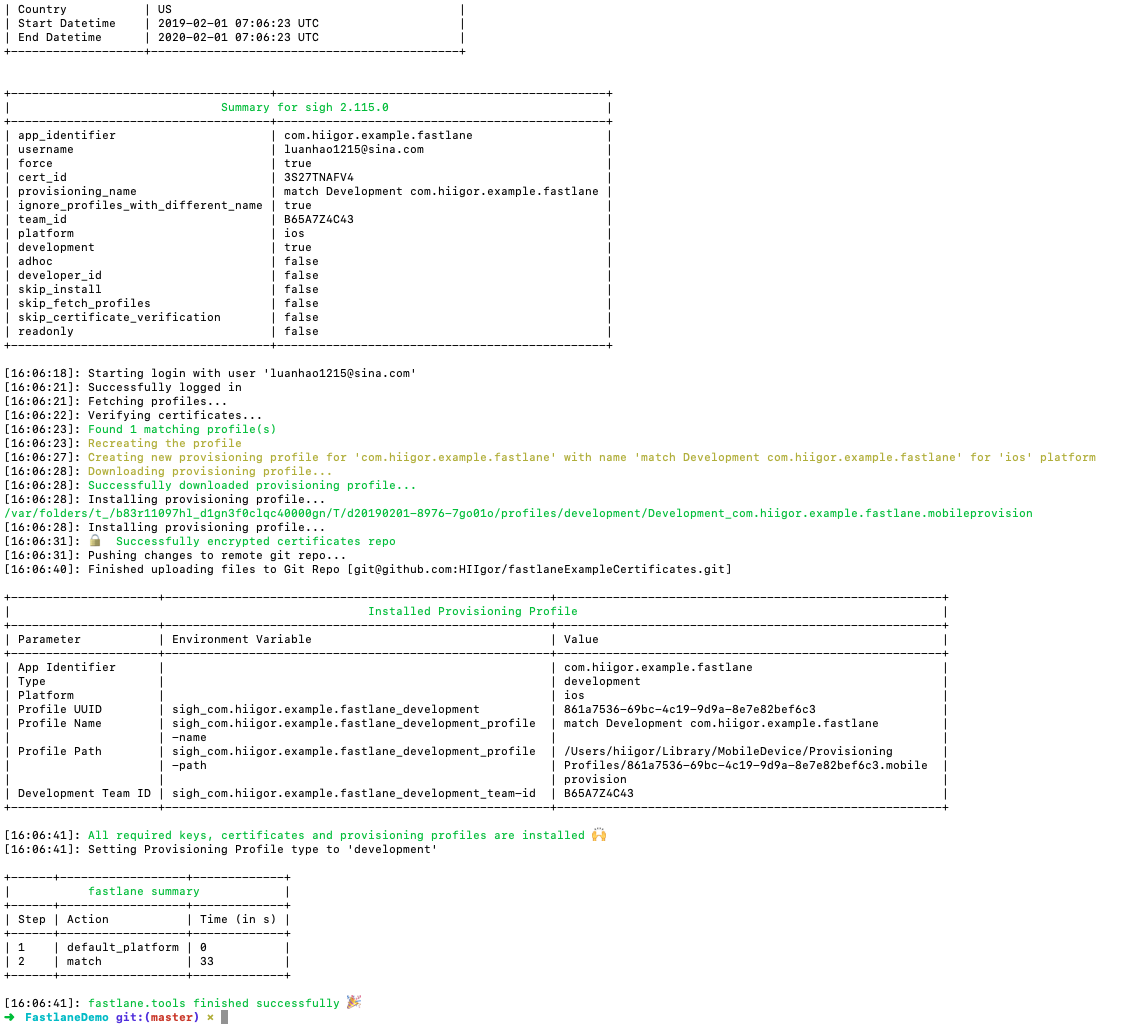 | Country | US |
| Start Datetime | 2019-02-01 07:06:23 UTC |
| End Datetime | 2020-02-01 07:06:23 UTC |
Summary for sigh 2.115.0
| app_identifier | com.hiigor.example.fastlane |
| username | luanhao1215@sina.com |
| force | true |
| cert_id | 3S27TNAFV4 |
| provisioning_name | match Development com.hiigor.example.fastlane |
| ignore_profiles_with_different_name | true |
| team_id | B65A7Z4C43 |
| platform | ios |
| development | true |
| adhoc | false |
| developer_id | false |
| skip_install | false |
| skip_fetch_profiles | false |
| skip_certificate_verification | false |
| readonly | false |
[16:06:18]: Starting login with user 'luanhao1215@sina.com'
[16:06:21]: Successfully logged in
[16:06:21]: Fetching profiles...
[16:06:22]: Verifying certificates...
[16:06:23]: Found 1 matching profile(s)
[16:06:23]: Recreating the profile
[16:06:27]: Creating new provisioning profile for 'com.hiigor.example.fastlane' with name 'match Development com.hiigor.example.fastlane' for 'ios' platform
[16:06:28]: Downloading provisioning profile...
[16:06:28]: Successfully downloaded provisioning profile...
[16:06:28]: Installing provisioning profile...
/var/folders/t_/b83r11097hl_d1gn3f0clqc40000gn/T/d20190201-8976-7go01o/profiles/development/Development_com.hiigor.example.fastlane.mobileprovision
[16:06:28]: Installing provisioning profile...
[16:06:31]: 🔒 Successfully encrypted certificates repo
[16:06:31]: Pushing changes to remote git repo...
[16:06:40]: Finished uploading files to Git Repo [git@github.com:HIIgor/fastlaneExampleCertificates.git]
Installed Provisioning Profile
| Parameter | Environment Variable | Value |
| App Identifier | | com.hiigor.example.fastlane |
| Type | | development |
| Platform | | ios |
| Profile UUID | sigh_com.hiigor.example.fastlane_development | 861a7536-69bc-4c19-9d9a-8e7e82bef6c3 |
| Profile Name | sigh_com.hiigor.example.fastlane_development_profile | match Development com.hiigor.example.fastlane |
| | -name | |
| Profile Path | sigh_com.hiigor.example.fastlane_development_profile | /Users/hiigor/Library/MobileDevice/Provisioning |
| | -path | Profiles/861a7536-69bc-4c19-9d9a-8e7e82bef6c3.mobile |
| | | provision |
| Development Team ID | sigh_com.hiigor.example.fastlane_development_team-id | B65A7Z4C43 |
[16:06:41]: All required keys, certificates and provisioning profiles are installed 🙌
[16:06:41]: Setting Provisioning Profile type to 'development'
fastlane summary
| Step | Action | Time (in s) |
| 1 | default_platform | 0 |
| 2 | match | 33 |
[16:06:41]: fastlane.tools finished successfully 🎉
➜ FastlaneDemo git:(master) ✗